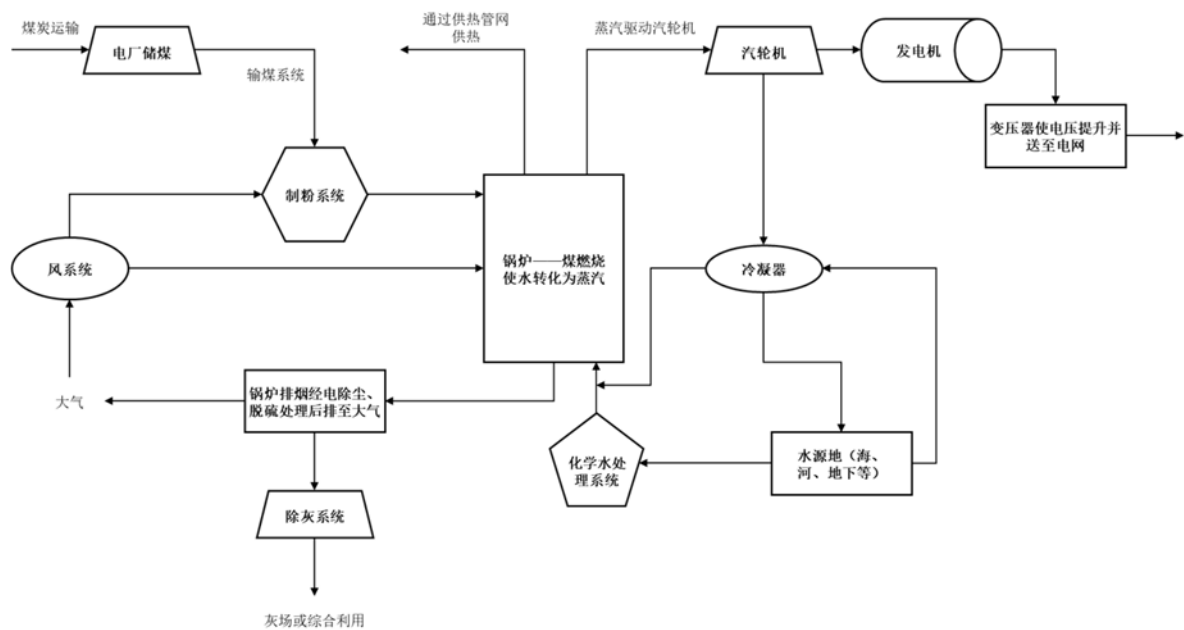 煤炭运输
电厂储煤
输煤系统
通过供热管网
供热
蒸汽驱动汽轮机
汽轮机
发电机
变压器使电压提升并
送至电网
制粉系统
风系统
锅炉——煤燃烧
使水转化为蒸汽
冷凝器
大气
锅炉排烟经电除尘、
脱硫处理后排至大气
化学水处
理系统
水源地（海、
河、地下等）
除灰系统
灰场或综合利用